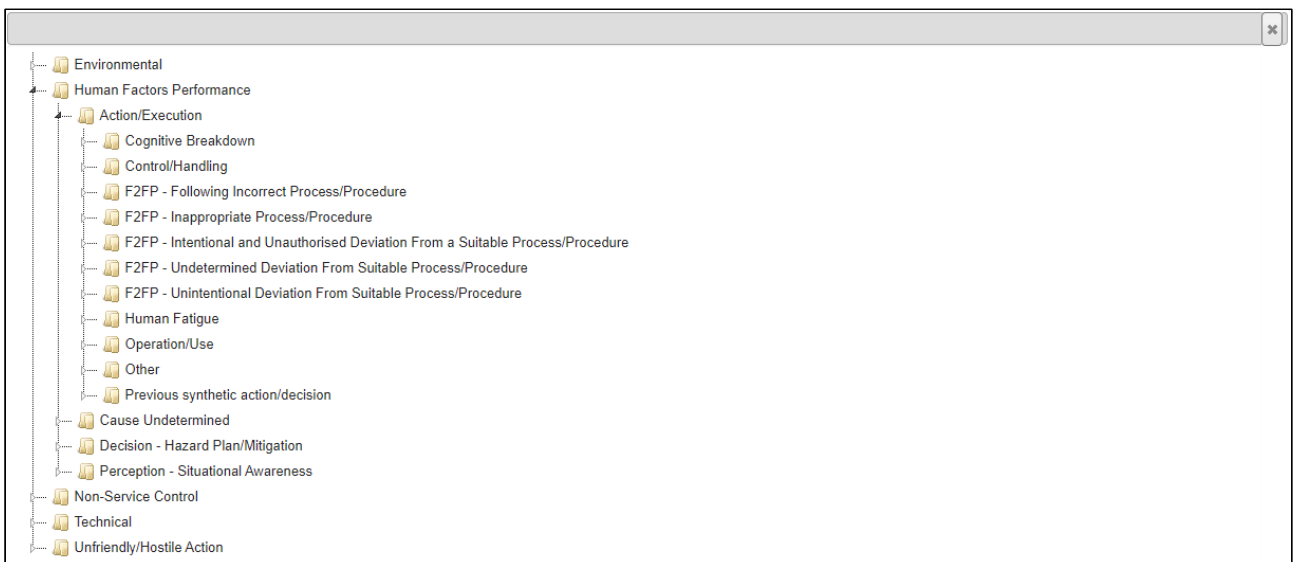 Environmental
Human Factors Performance
Action/Execution
Cognitive Breakdown
Control/Handling
F2FP - Following Incorrect Process/Procedure
F2FP - Inappropriate Process/Procedure
F2FP - Intentional and Unauthorised Deviation From a Suitable Process/Procedure
F2FP - Undetermined Deviation From Suitable Process/Procedure
F2FP - Unintentional Deviation From Suitable Process/Procedure
Human Fatigue
Operation/Use
Other
Previous synthetic action/decision
Cause Undetermined
Decision - Hazard Plan/Mitigation
Perception - Situational Awareness
Non-Service Control
Technical
Unfriendly/Hostile Action